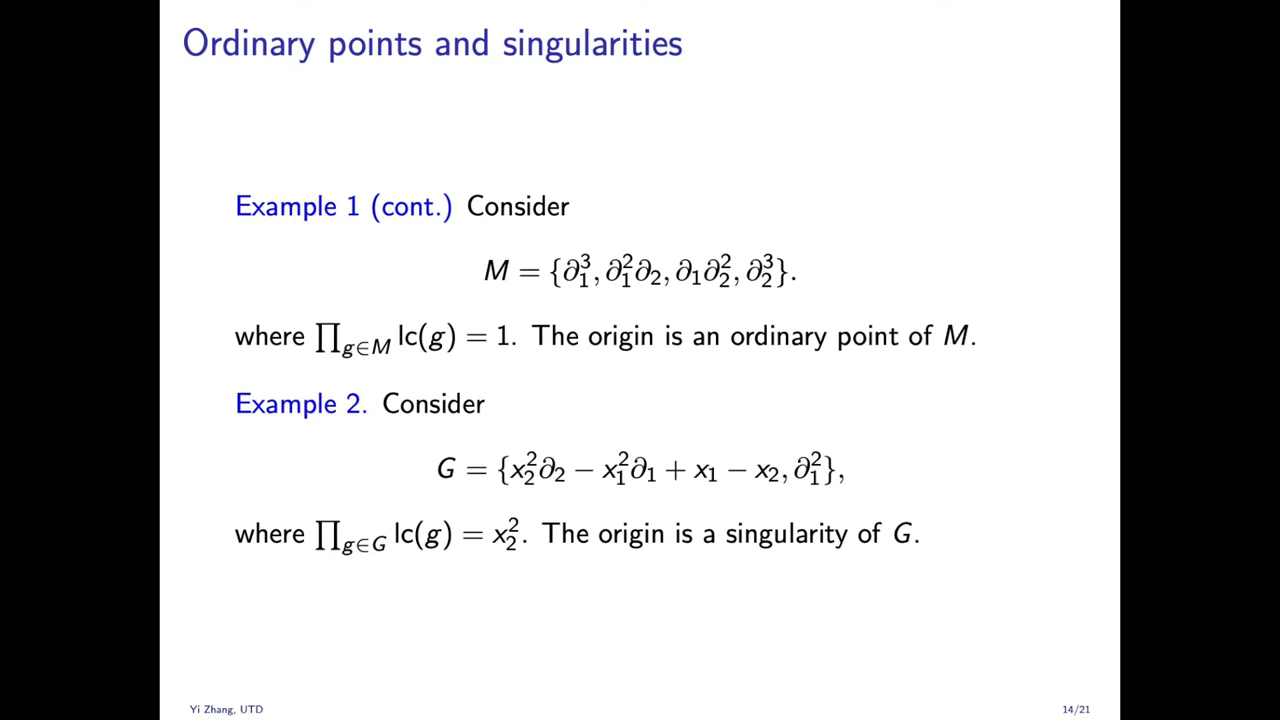 Ordinary points and singularities
Example 1 (cont.) Consider
M = {∂₁³, ∂₁²∂₂, ∂₁∂₂², ∂₂³}.
where ∏_{g∈M} lc(g) = 1. The origin is an ordinary point of M.
Example 2. Consider
G = {x₂²∂₂ − x₁²∂₁ + x₁ − x₂, ∂₁²},
where ∏_{g∈G} lc(g) = x₂². The origin is a singularity of G.
Yi Zhang, UTD
14/21